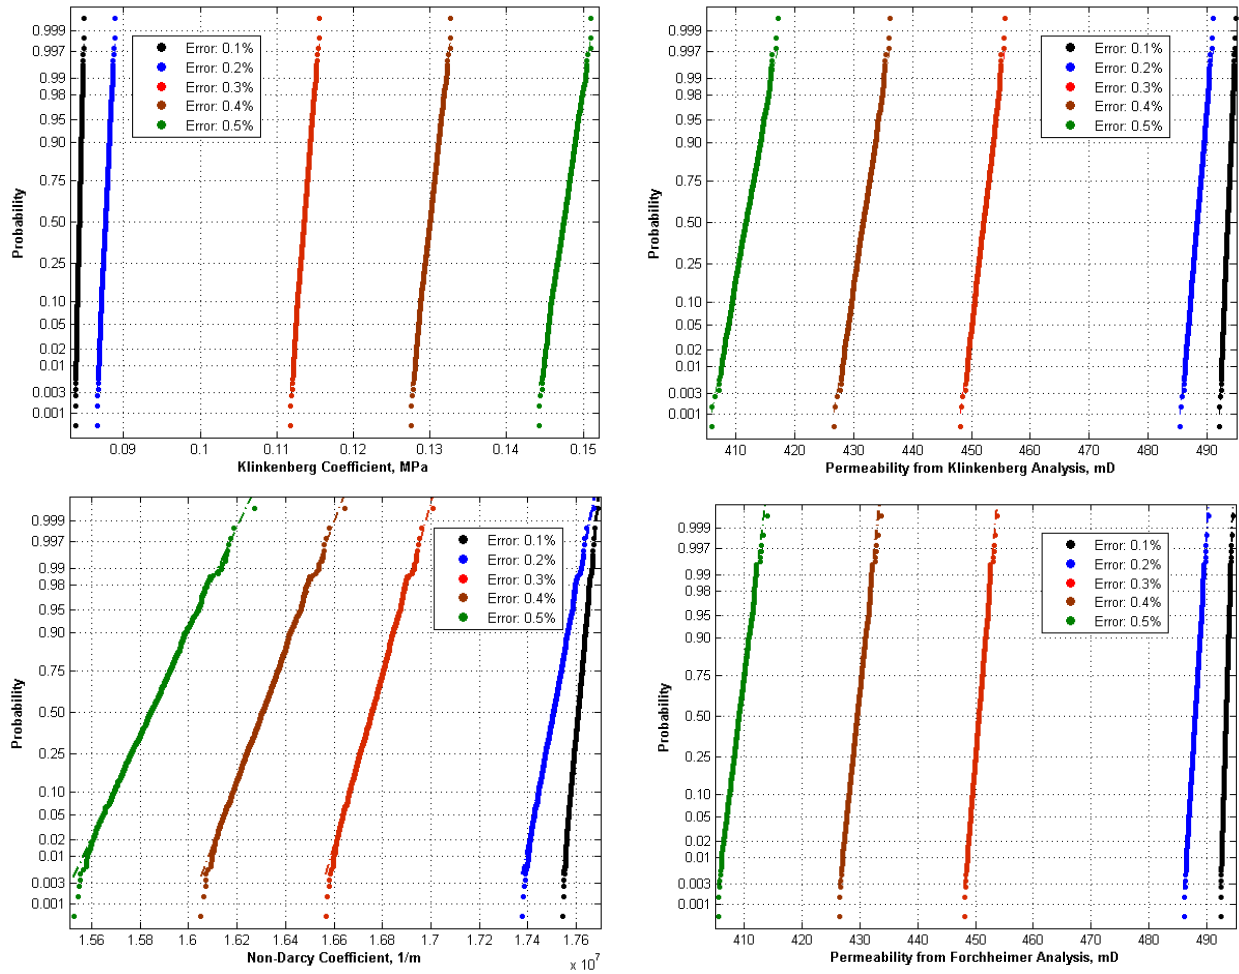 0.999
0.997
0.99
0.98
0.95
0.90
0.75
0.50
0.25
0.10
0.05
0.02
0.01
0.003
0.001
Probability
Error: 0.1%
Error: 0.2%
Error: 0.3%
Error: 0.4%
Error: 0.5%
0.09 0.1 0.11 0.12 0.13 0.14 0.15
Klinkenberg Coefficient, MPa
0.999
0.997
0.99
0.98
0.95
0.90
0.75
0.50
0.25
0.10
0.05
0.02
0.01
0.003
0.001
Probability
Error: 0.1%
Error: 0.2%
Error: 0.3%
Error: 0.4%
Error: 0.5%
410 420 430 440 450 460 470 480 490
Permeability from Klinkenberg Analysis, mD
0.999
0.997
0.99
0.98
0.95
0.90
0.75
0.50
0.25
0.10
0.05
0.02
0.01
0.003
0.001
Probability
Error: 0.1%
Error: 0.2%
Error: 0.3%
Error: 0.4%
Error: 0.5%
1.56 1.58 1.6 1.62 1.64 1.66 1.68 1.7 1.72 1.74 1.76
Non-Darcy Coefficient, 1/m
x 10^7
0.999
0.997
0.99
0.98
0.95
0.90
0.75
0.50
0.25
0.10
0.05
0.02
0.01
0.003
0.001
Probability
Error: 0.1%
Error: 0.2%
Error: 0.3%
Error: 0.4%
Error: 0.5%
410 420 430 440 450 460 470 480 490
Permeability from Forchheimer Analysis, mD